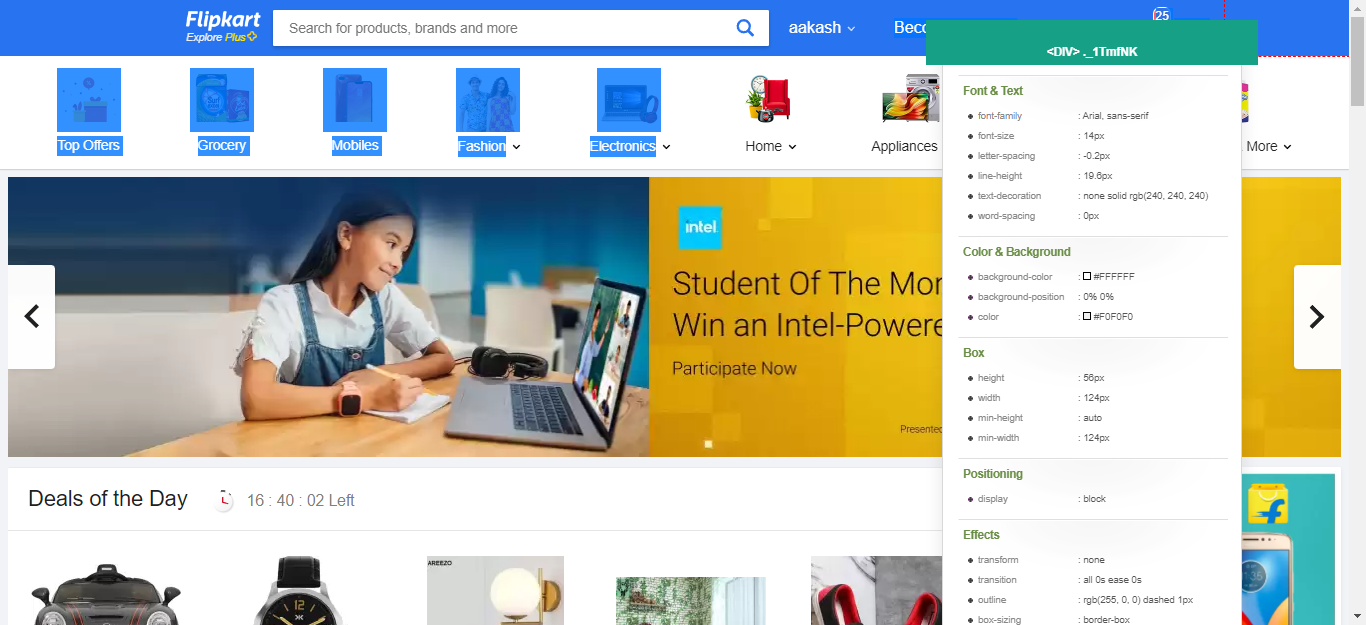 Flipkart
Explore Plus
Search for products, brands and more
aakash
Beco
25
<DIV> ._1TmfNK
Top Offers
Grocery
Mobiles
Fashion
Electronics
Home
Appliances
More
Font & Text
font-family : Arial, sans-serif
font-size : 14px
letter-spacing : -0.2px
line-height : 19.6px
text-decoration : none solid rgb(240, 240, 240)
word-spacing : 0px
Color & Background
background-color : #FFFFFF
background-position : 0% 0%
color : #F0F0F0
Box
height : 56px
width : 124px
min-height : auto
min-width : 124px
Positioning
display : block
Effects
transform : none
transition : all 0s ease 0s
outline : rgb(255, 0, 0) dashed 1px
box-sizing : border-box
intel
Student Of The Mor
Win an Intel-Powere
Participate Now
Presented
Deals of the Day
16 : 40 : 02 Left
AREEZO
12